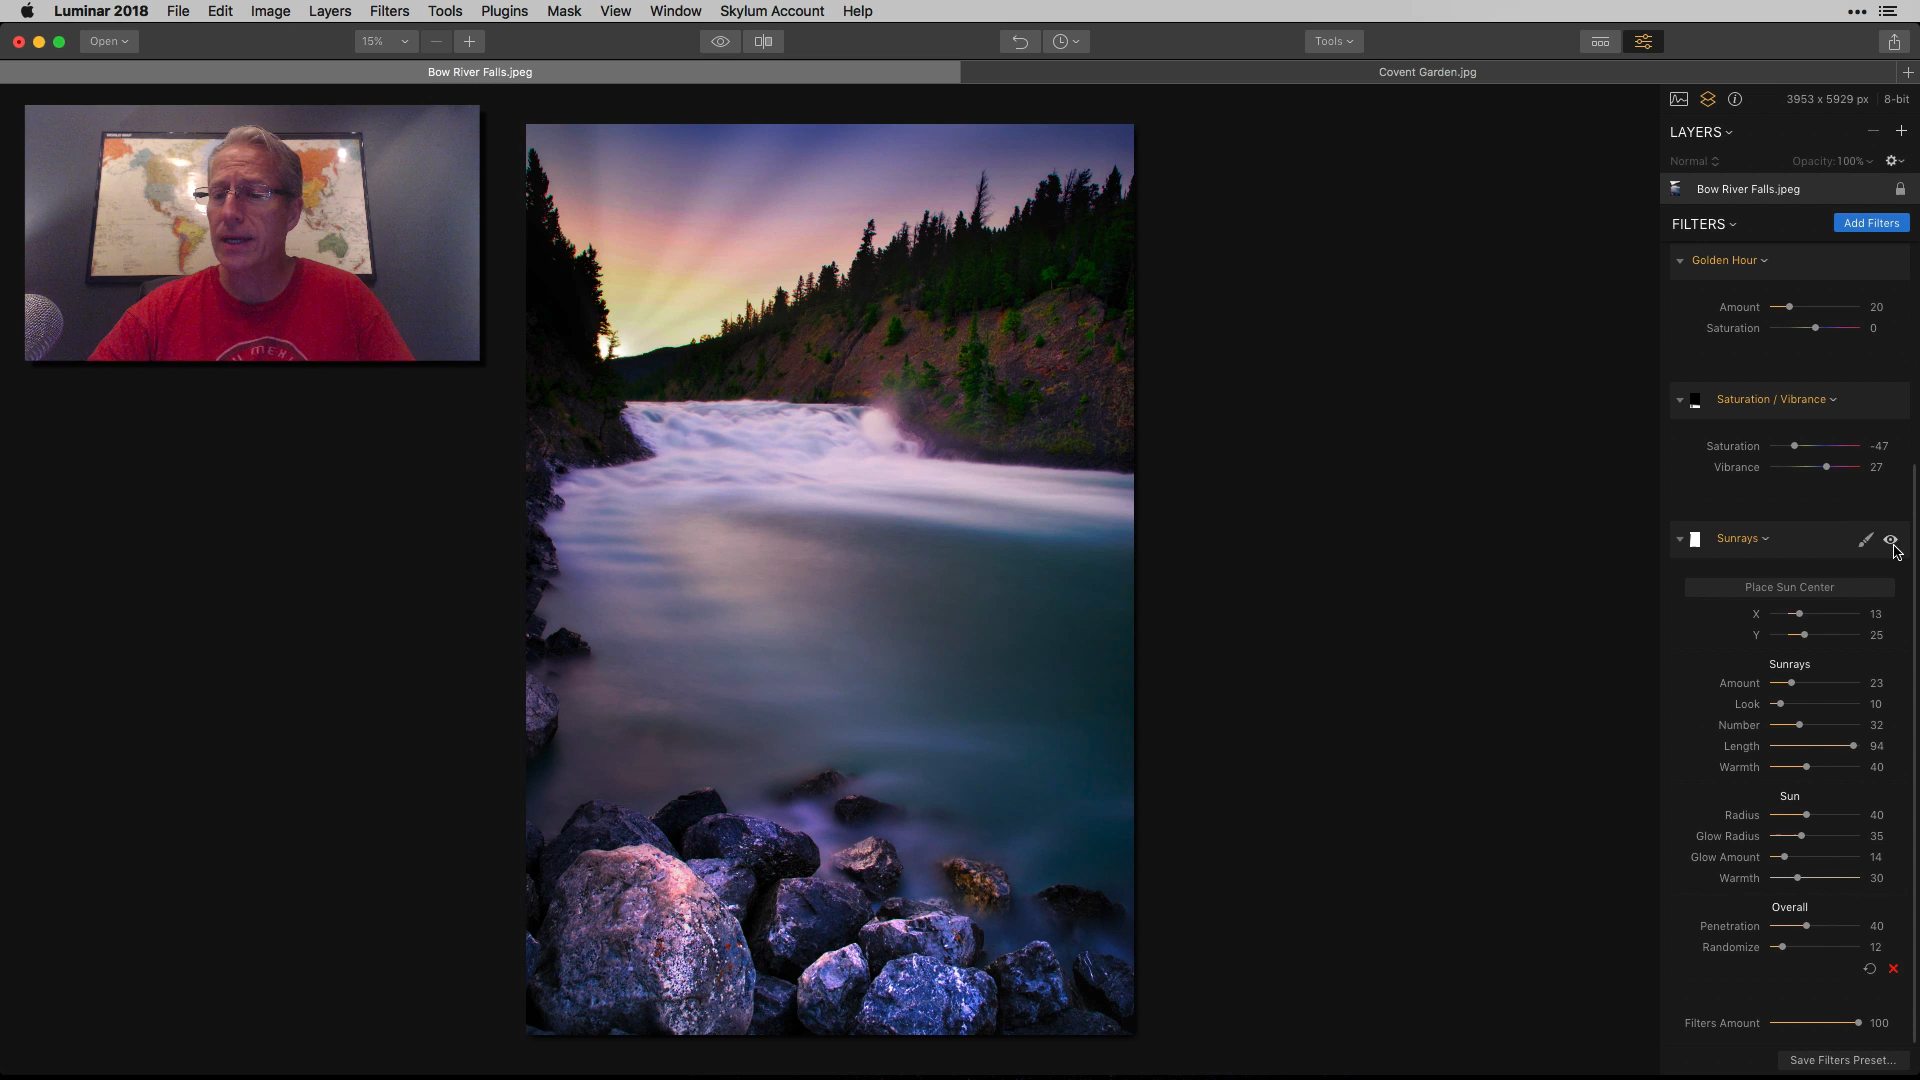 Luminar 2018 File Edit Image Layers Filters Tools Plugins Mask View Window Skylum Account Help
Open 15% Tools
Bow River Falls.jpeg Covent Garden.jpg
3953 x 5929 px 8-bit
LAYERS
Normal Opacity: 100%
Bow River Falls.jpeg
FILTERS Add Filters
Golden Hour
Amount 20
Saturation 0
Saturation / Vibrance
Saturation -47
Vibrance 27
Sunrays
Place Sun Center
X 13
Y 25
Sunrays
Amount 23
Look 10
Number 32
Length 94
Warmth 40
Sun
Radius 40
Glow Radius 35
Glow Amount 14
Warmth 30
Overall
Penetration 40
Randomize 12
Filters Amount 100
Save Filters Preset...